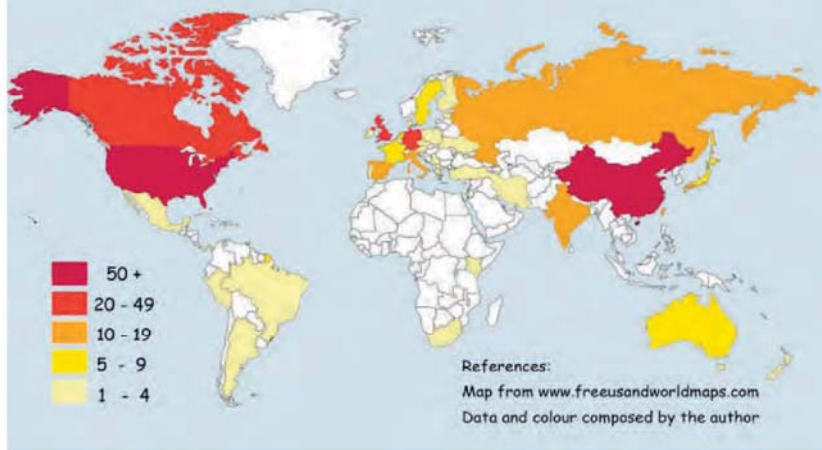 50 +
20 - 49
10 - 19
5 - 9
1 - 4
References:
Map from www.freeusandworldmaps.com
Data and colour composed by the author